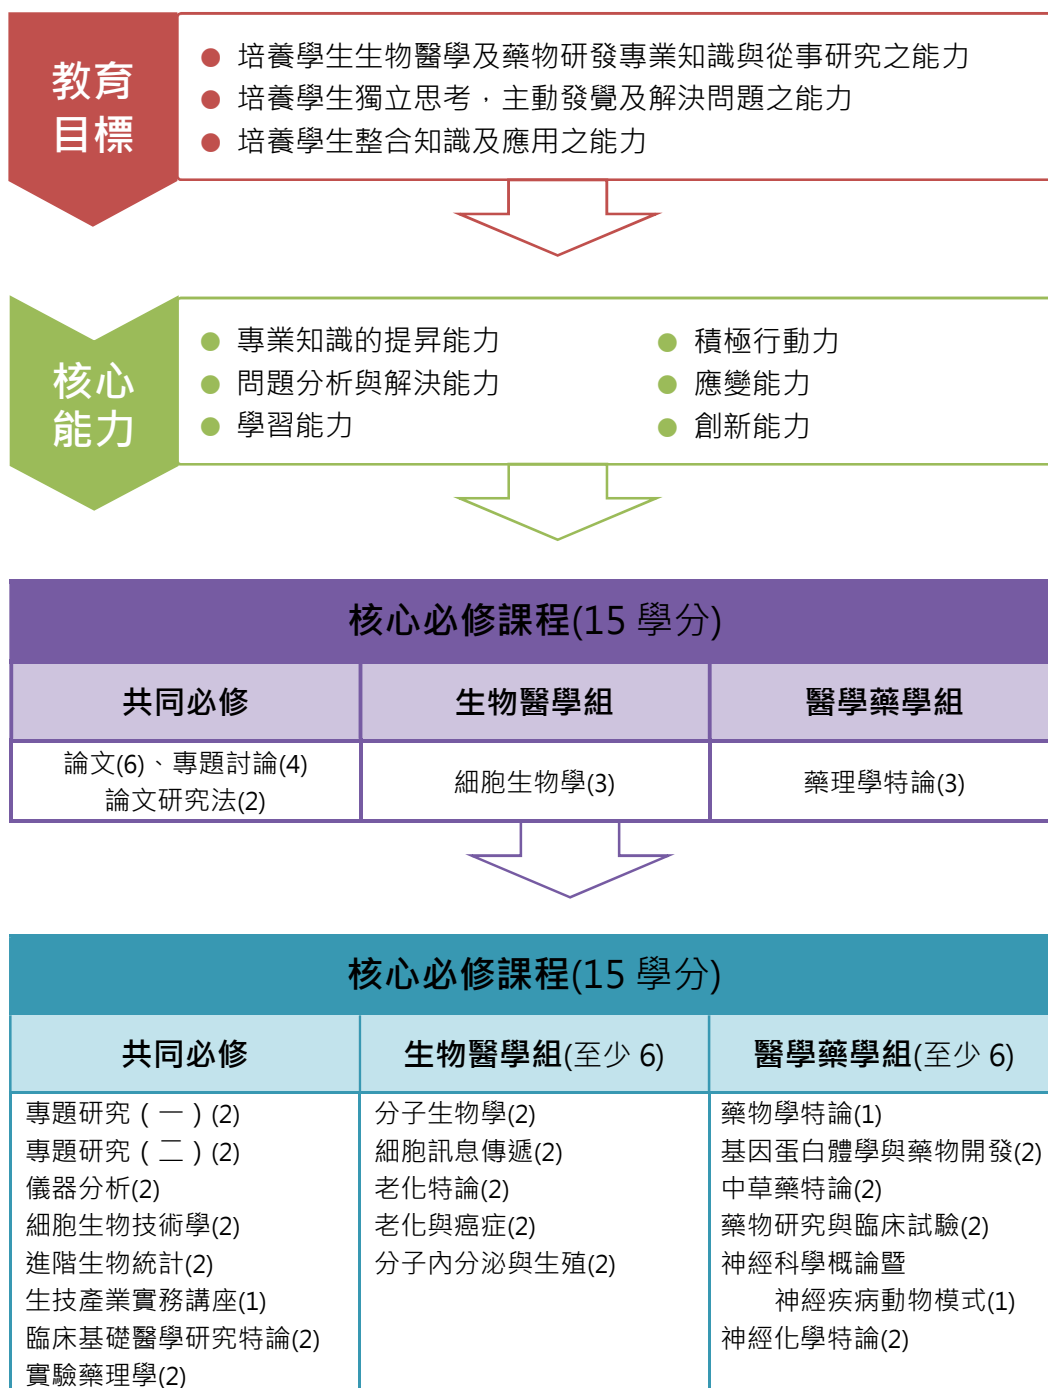 教育
目標
● 培養學生生物醫學及藥物研發專業知識與從事研究之能力
● 培養學生獨立思考，主動發覺及解決問題之能力
● 培養學生整合知識及應用之能力
核心
能力
● 專業知識的提昇能力
● 問題分析與解決能力
● 學習能力
● 積極行動力
● 應變能力
● 創新能力
核心必修課程(15 學分)
共同必修
論文(6)、專題討論(4)
論文研究法(2)
生物醫學組
細胞生物學(3)
醫學藥學組
藥理學特論(3)
核心必修課程(15 學分)
共同必修
專題研究（一）(2)
專題研究（二）(2)
儀器分析(2)
細胞生物技術學(2)
進階生物統計(2)
生技產業實務講座(1)
臨床基礎醫學研究特論(2)
實驗藥理學(2)
生物醫學組(至少 6)
分子生物學(2)
細胞訊息傳遞(2)
老化特論(2)
老化與癌症(2)
分子內分泌與生殖(2)
醫學藥學組(至少 6)
藥物學特論(1)
基因蛋白體學與藥物開發(2)
中草藥特論(2)
藥物研究與臨床試驗(2)
神經科學概論暨
神經疾病動物模式(1)
神經化學特論(2)